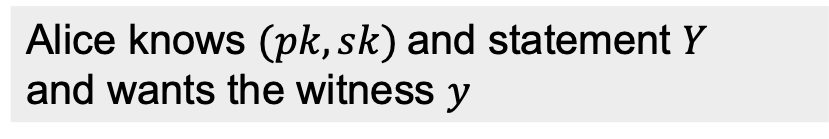 Alice knows (pk, sk) and statement Y
and wants the witness y